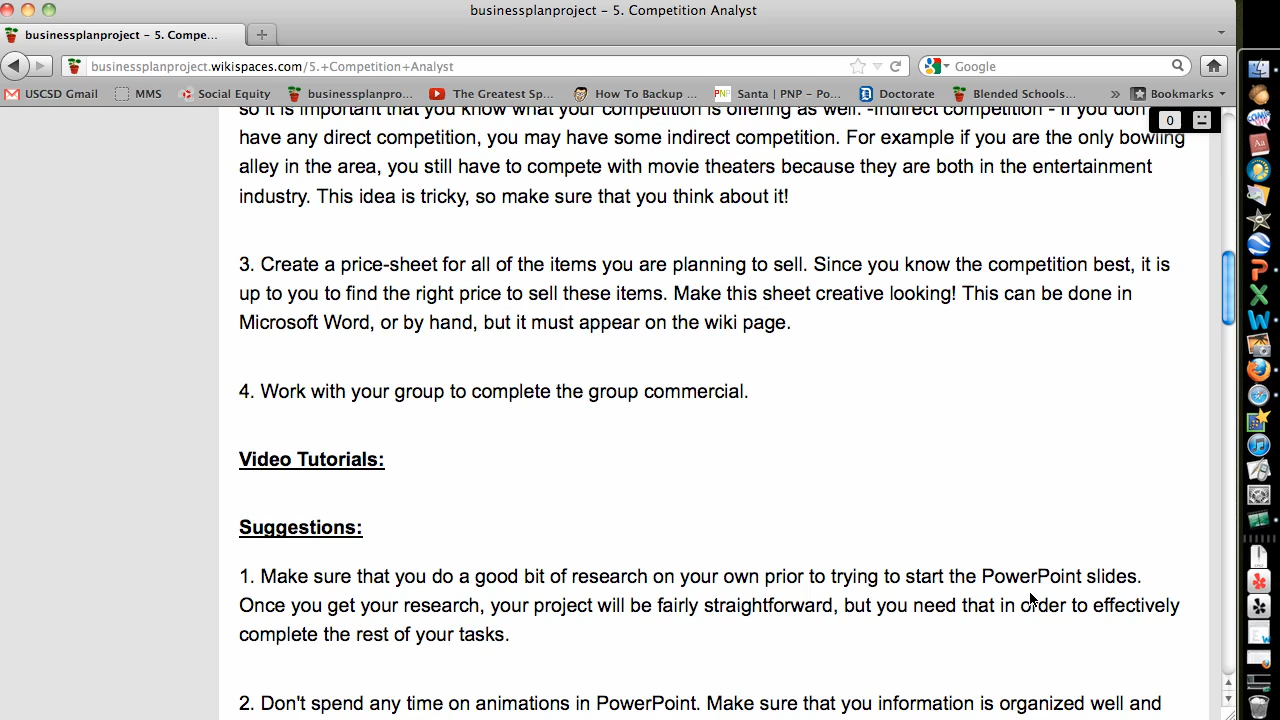 businessplanproject – 5. Competition Analyst
businessplanproject – 5. Compe...
businessplanproject.wikispaces.com/5.+Competition+Analyst
Google
USCSD Gmail
MMS
Social Equity
businessplanpro...
The Greatest Sp...
How To Backup ...
Santa | PNP – Po...
Doctorate
Blended Schools...
»
Bookmarks
0
so it is important that you know what your competition is offering as well. -Indirect competition - if you don
have any direct competition, you may have some indirect competition. For example if you are the only bowling
alley in the area, you still have to compete with movie theaters because they are both in the entertainment
industry. This idea is tricky, so make sure that you think about it!
3. Create a price-sheet for all of the items you are planning to sell. Since you know the competition best, it is
up to you to find the right price to sell these items. Make this sheet creative looking! This can be done in
Microsoft Word, or by hand, but it must appear on the wiki page.
4. Work with your group to complete the group commercial.
Video Tutorials:
Suggestions:
1. Make sure that you do a good bit of research on your own prior to trying to start the PowerPoint slides.
Once you get your research, your project will be fairly straightforward, but you need that in order to effectively
complete the rest of your tasks.
2. Don't spend any time on animations in PowerPoint. Make sure that you information is organized well and